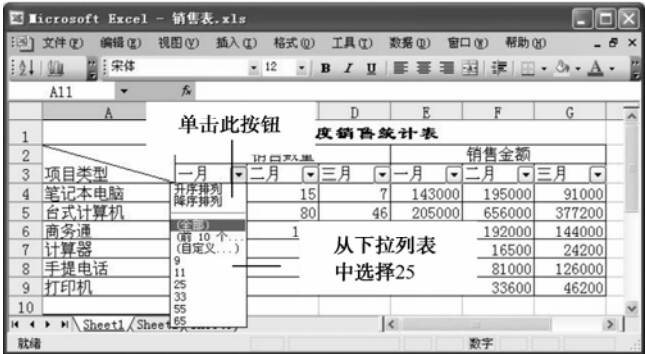 Microsoft Excel - 销售表.xls
文件(F) 编辑(E) 视图(V) 插入(I) 格式(O) 工具(T) 数据(D) 窗口(W) 帮助(H)
宋体 12 B I U A
A11 fx
A D E F G
单击此按钮
1 度销售统计表
2 销售数量 销售金额
3 项目类型 一月 二月 三月 一月 二月 三月
4 笔记本电脑 15 7 143000 195000 91000
5 台式计算机 80 46 205000 656000 377200
6 商务通 1 192000 144000
7 计算器 16500 24200
8 手提电话 81000 126000
9 打印机 33600 46200
10
升序排列
降序排列
(全部)
(前 10 个...
(自定义...)
9
11
25
33
55
65
从下拉列表
中选择25
Sheet1
就绪 数字